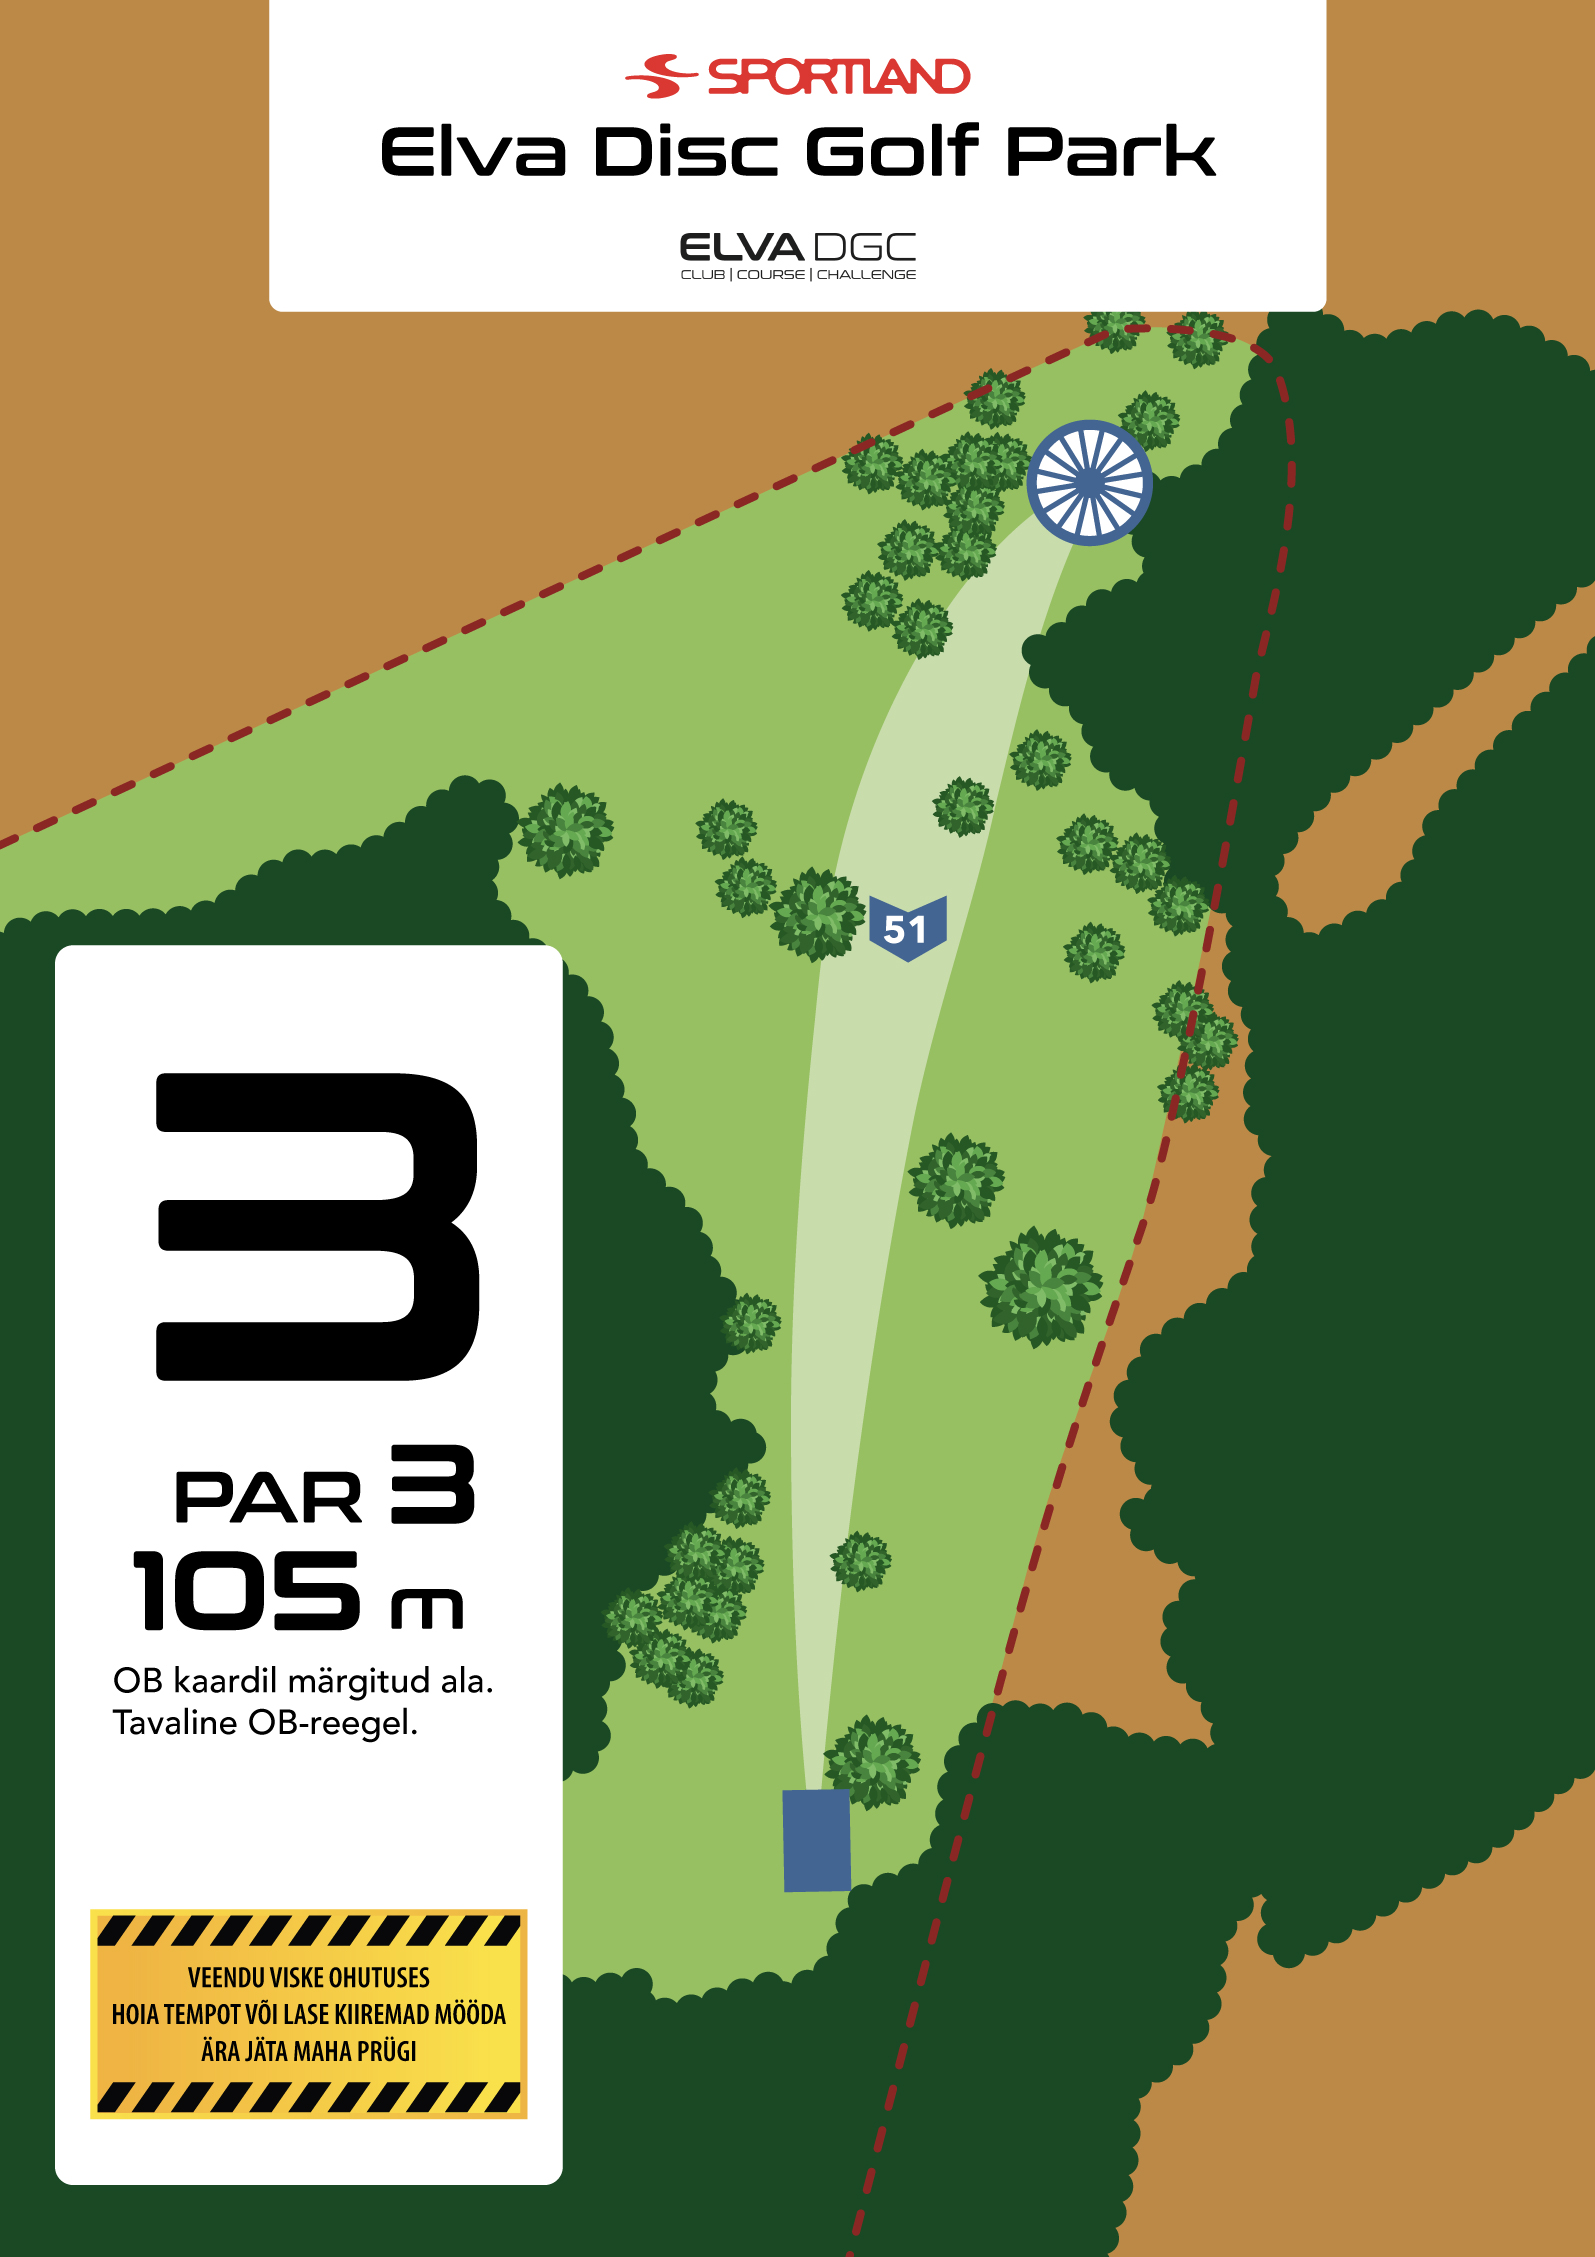 SPORTLAND
Elva Disc Golf Park
ELVA DGC
CLUB | COURSE | CHALLENGE
51
3
PAR 3
105 m
OB kaardil märgitud ala.
Tavaline OB-reegel.
VEENDU VISKE OHUTUSES
HOIA TEMPOT VÕI LASE KIIREMAD MÖÖDA
ÄRA JÄTA MAHA PRÜGI